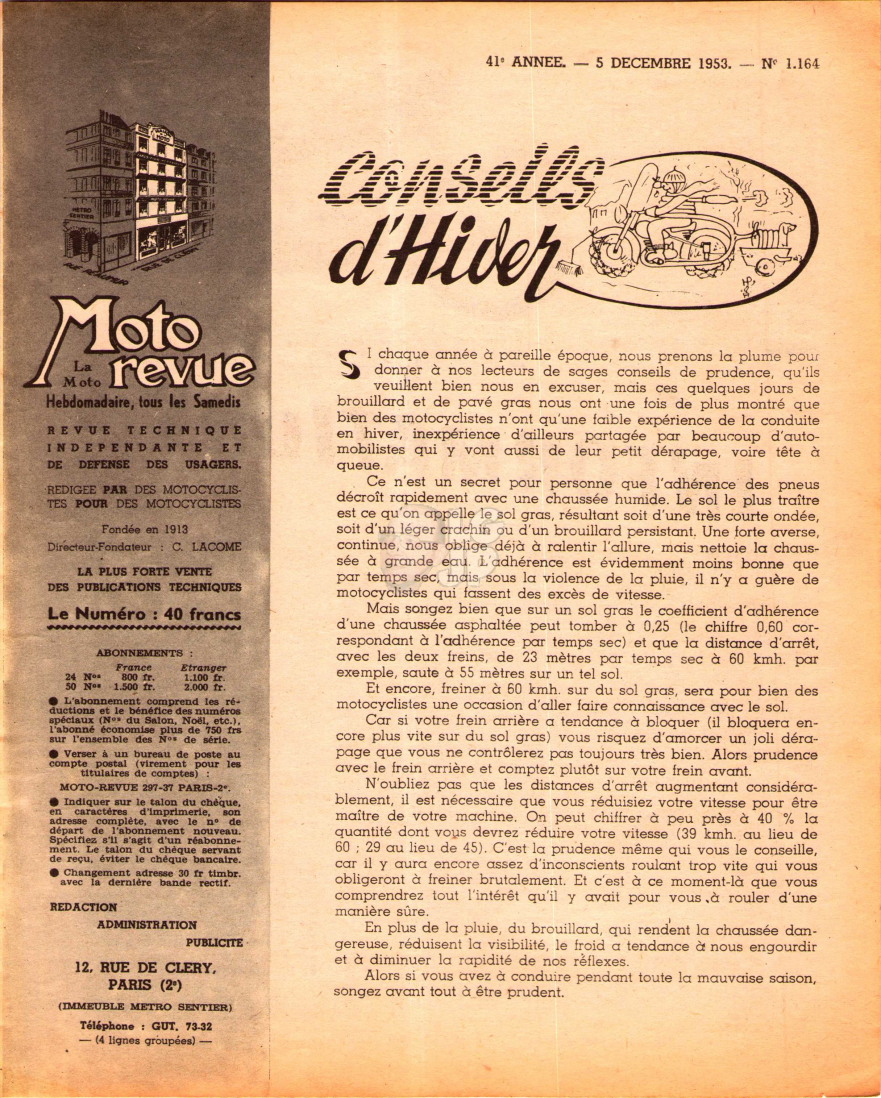 41e ANNEE. — 5 DECEMBRE 1953. — Nº 1.164
METRO
SENTIER
RUE REAUMUR
RUE DE CLERY
Moto
revue
La
Moto
Hebdomadaire, tous les Samedis
REVUE TECHNIQUE
INDEPENDANTE ET
DE DEFENSE DES USAGERS.
REDIGEE PAR DES MOTOCYCLIS-
TES POUR DES MOTOCYCLISTES
Fondée en 1913
Directeur-Fondateur : C. LACOME
LA PLUS FORTE VENTE
DES PUBLICATIONS TECHNIQUES
Le Numéro : 40 francs
ABONNEMENTS :
France Etranger
24 Nos 800 fr. 1.100 fr.
50 Nos 1.500 fr. 2.000 fr.
● L'abonnement comprend les ré-
ductions et le bénéfice des numéros
spéciaux (Nos du Salon, Noël, etc.),
l'abonné économise plus de 750 frs
sur l'ensemble des Nos de série.
● Verser à un bureau de poste au
compte postal (virement pour les
titulaires de comptes) :
MOTO-REVUE 297-37 PARIS-2e.
● Indiquer sur le talon du chèque,
en caractères d'imprimerie, son
adresse complète, avec le nº de
départ de l'abonnement nouveau.
Spécifiez s'il s'agit d'un réabonne-
ment. Le talon du chèque servant
de reçu, éviter le chèque bancaire.
● Changement adresse 30 fr timbr.
avec la dernière bande rectif.
REDACTION
ADMINISTRATION
PUBLICITE
12, RUE DE CLERY,
PARIS (2e)
(IMMEUBLE METRO SENTIER)
Téléphone : GUT. 73-32
— (4 lignes groupées) —
Conseils
d'Hiver
SI chaque année à pareille époque, nous prenons la plume pour
donner à nos lecteurs de sages conseils de prudence, qu'ils
veuillent bien nous en excuser, mais ces quelques jours de
brouillard et de pavé gras nous ont une fois de plus montré que
bien des motocyclistes n'ont qu'une faible expérience de la conduite
en hiver, inexpérience d'ailleurs partagée par beaucoup d'auto-
mobilistes qui y vont aussi de leur petit dérapage, voire tête à
queue.
Ce n'est un secret pour personne que l'adhérence des pneus
décroît rapidement avec une chaussée humide. Le sol le plus traître
est ce qu'on appelle le sol gras, résultant soit d'une très courte ondée,
soit d'un léger crachin ou d'un brouillard persistant. Une forte averse,
continue, nous oblige déjà à ralentir l'allure, mais nettoie la chaus-
sée à grande eau. L'adhérence est évidemment moins bonne que
par temps sec, mais sous la violence de la pluie, il n'y a guère de
motocyclistes qui fassent des excès de vitesse.
Mais songez bien que sur un sol gras le coefficient d'adhérence
d'une chaussée asphaltée peut tomber à 0,25 (le chiffre 0,60 cor-
respondant à l'adhérence par temps sec) et que la distance d'arrêt,
avec les deux freins, de 23 mètres par temps sec à 60 kmh. par
exemple, saute à 55 mètres sur un tel sol.
Et encore, freiner à 60 kmh. sur du sol gras, sera pour bien des
motocyclistes une occasion d'aller faire connaissance avec le sol.
Car si votre frein arrière a tendance à bloquer (il bloquera en-
core plus vite sur du sol gras) vous risquez d'amorcer un joli déra-
page que vous ne contrôlerez pas toujours très bien. Alors prudence
avec le frein arrière et comptez plutôt sur votre frein avant.
N'oubliez pas que les distances d'arrêt augmentant considéra-
blement, il est nécessaire que vous réduisiez votre vitesse pour être
maître de votre machine. On peut chiffrer à peu près à 40 % la
quantité dont vous devrez réduire votre vitesse (39 kmh. au lieu de
60 ; 29 au lieu de 45). C'est la prudence même qui vous le conseille,
car il y aura encore assez d'inconscients roulant trop vite qui vous
obligeront à freiner brutalement. Et c'est à ce moment-là que vous
comprendrez tout l'intérêt qu'il y avait pour vous à rouler d'une
manière sûre.
En plus de la pluie, du brouillard, qui rendent la chaussée dan-
gereuse, réduisent la visibilité, le froid a tendance à nous engourdir
et à diminuer la rapidité de nos réflexes.
Alors si vous avez à conduire pendant toute la mauvaise saison,
songez avant tout à être prudent.